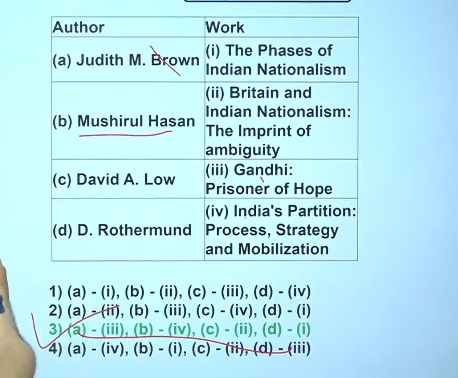 Author Work
(a) Judith M. Brown (i) The Phases of
Indian Nationalism
(b) Mushirul Hasan (ii) Britain and
Indian Nationalism:
The Imprint of
ambiguity
(c) David A. Low (iii) Gandhi:
Prisoner of Hope
(d) D. Rothermund (iv) India's Partition:
Process, Strategy
and Mobilization
1) (a) - (i), (b) - (ii), (c) - (iii), (d) - (iv)
2) (a) - (ii), (b) - (iii), (c) - (iv), (d) - (i)
3) (a) - (iii), (b) - (iv), (c) - (ii), (d) - (i)
4) (a) - (iv), (b) - (i), (c) - (ii), (d) - (iii)